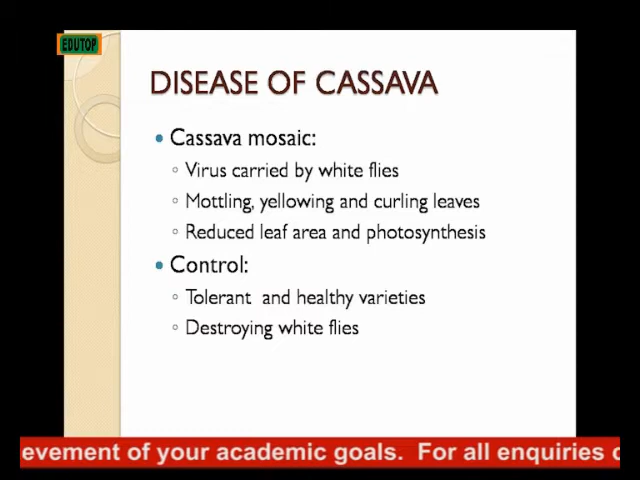 EDUTOP
DISEASE OF CASSAVA
Cassava mosaic:
Virus carried by white flies
Mottling, yellowing and curling leaves
Reduced leaf area and photosynthesis
Control:
Tolerant and healthy varieties
Destroying white flies
evement of your academic goals. For all enquiries